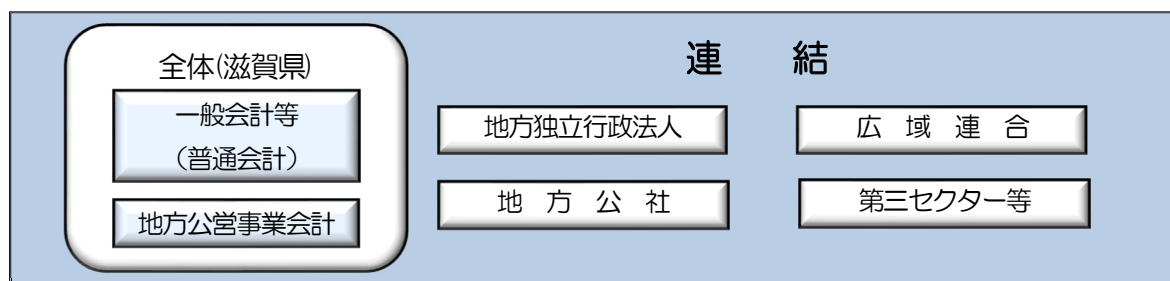 全体(滋賀県)
一般会計等
（普通会計）
地方公営事業会計
連　結
地方独立行政法人
広域連合
地方公社
第三セクター等